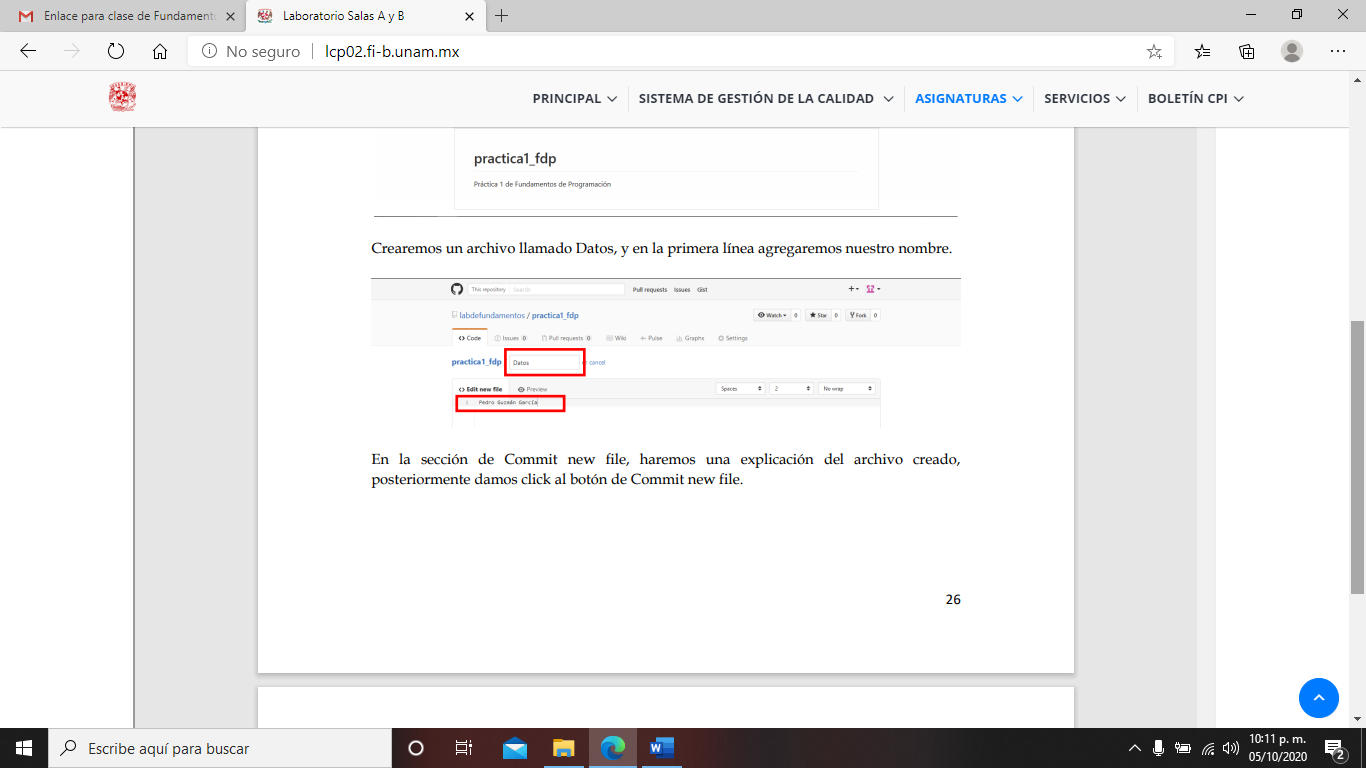 Enlace para clase de Fundament
Laboratorio Salas A y B
No seguro
lcp02.fi-b.unam.mx
PRINCIPAL
SISTEMA DE GESTIÓN DE LA CALIDAD
ASIGNATURAS
SERVICIOS
BOLETÍN CPI
practica1_fdp
Práctica 1 de Fundamentos de Programación
Crearemos un archivo llamado Datos, y en la primera línea agregaremos nuestro nombre.
This repository Search Pull requests Issues Gist
labdefundamentos / practica1_fdp
Watch 0 Star 0 Fork 0
Code Issues 0 Pull requests 0 Wiki Pulse Graphs Settings
practica1_fdp Datos cancel
Edit new file Preview Spaces 2 No wrap
1 Pedro Guzmán García
En la sección de Commit new file, haremos una explicación del archivo creado,
posteriormente damos click al botón de Commit new file.
26
Escribe aquí para buscar
10:11 p. m.
05/10/2020
2